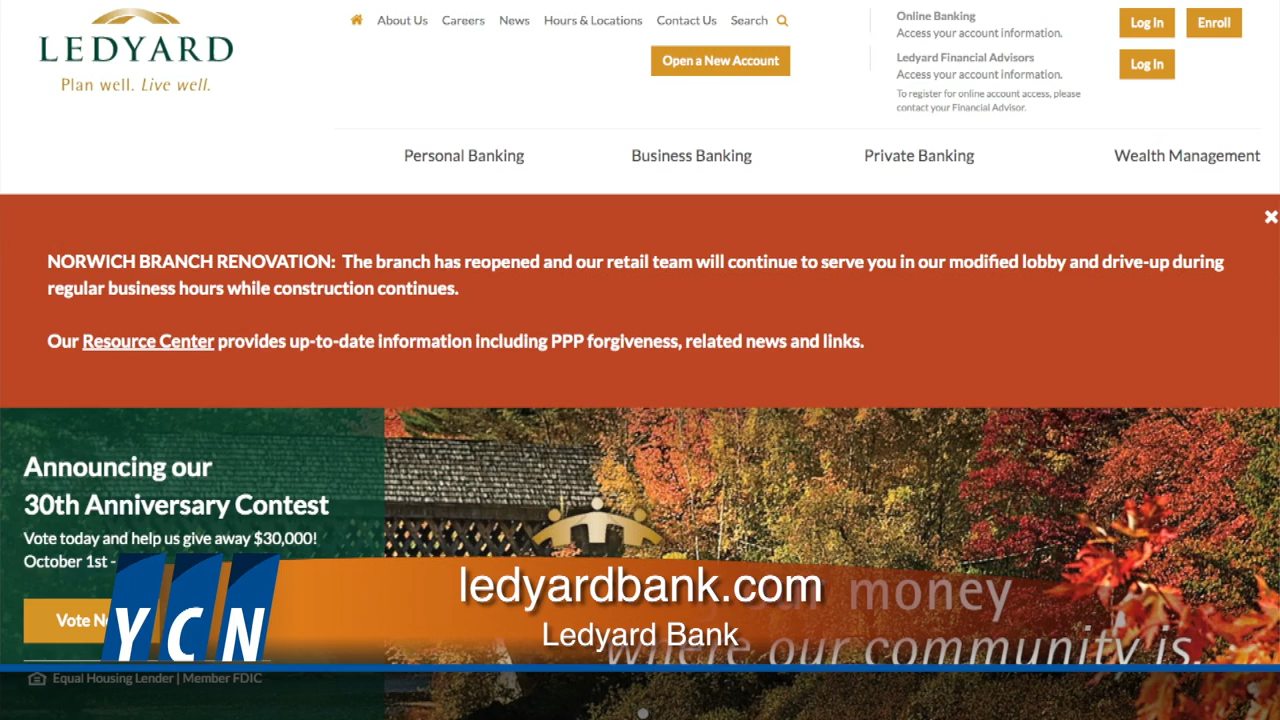 LEDYARD
Plan well. Live well.
About Us Careers News Hours & Locations Contact Us Search
Open a New Account
Online Banking
Access your account information.
Log In Enroll
Ledyard Financial Advisors
Access your account information.
Log In
To register for online account access, please
contact your Financial Advisor.
Personal Banking Business Banking Private Banking Wealth Management
NORWICH BRANCH RENOVATION: The branch has reopened and our retail team will continue to serve you in our modified lobby and drive-up during
regular business hours while construction continues.
Our Resource Center provides up-to-date information including PPP forgiveness, related news and links.
Announcing our
30th Anniversary Contest
Vote today and help us give away $30,000!
October 1st -
Vote
money
where our community is.
YCN
ledyardbank.com
Ledyard Bank
Equal Housing Lender | Member FDIC